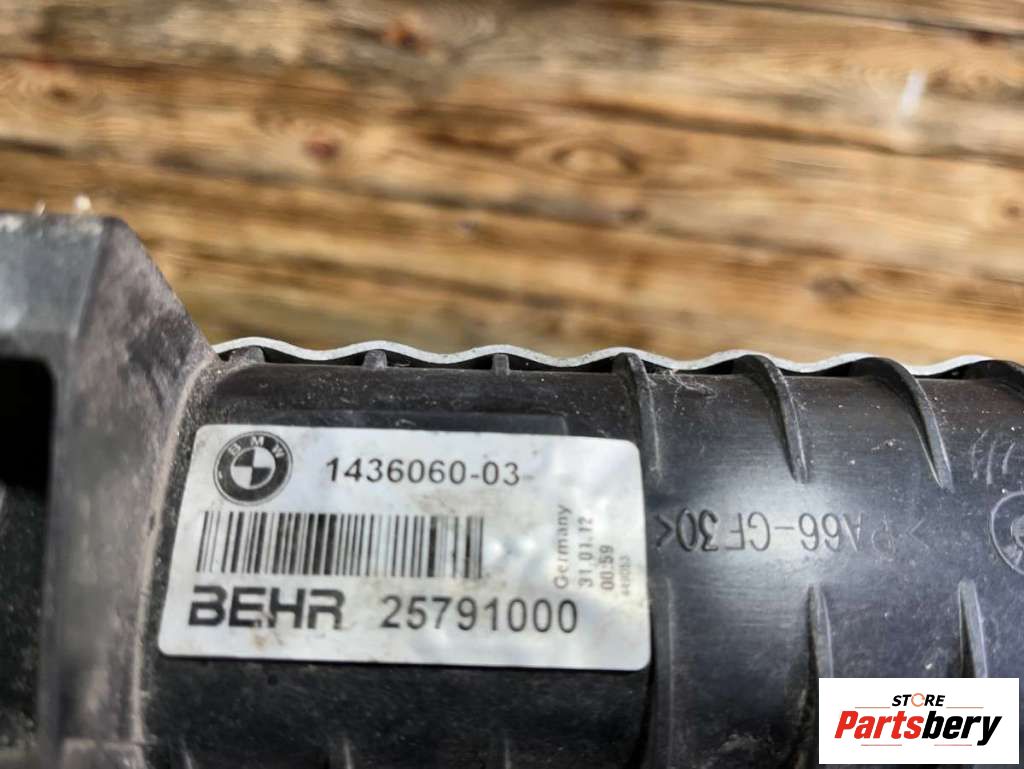 BMW
1436060-03
BEHR 25791000
Germany
31.01.12
00:59
>PA66-GF30<
STORE
Partsbery